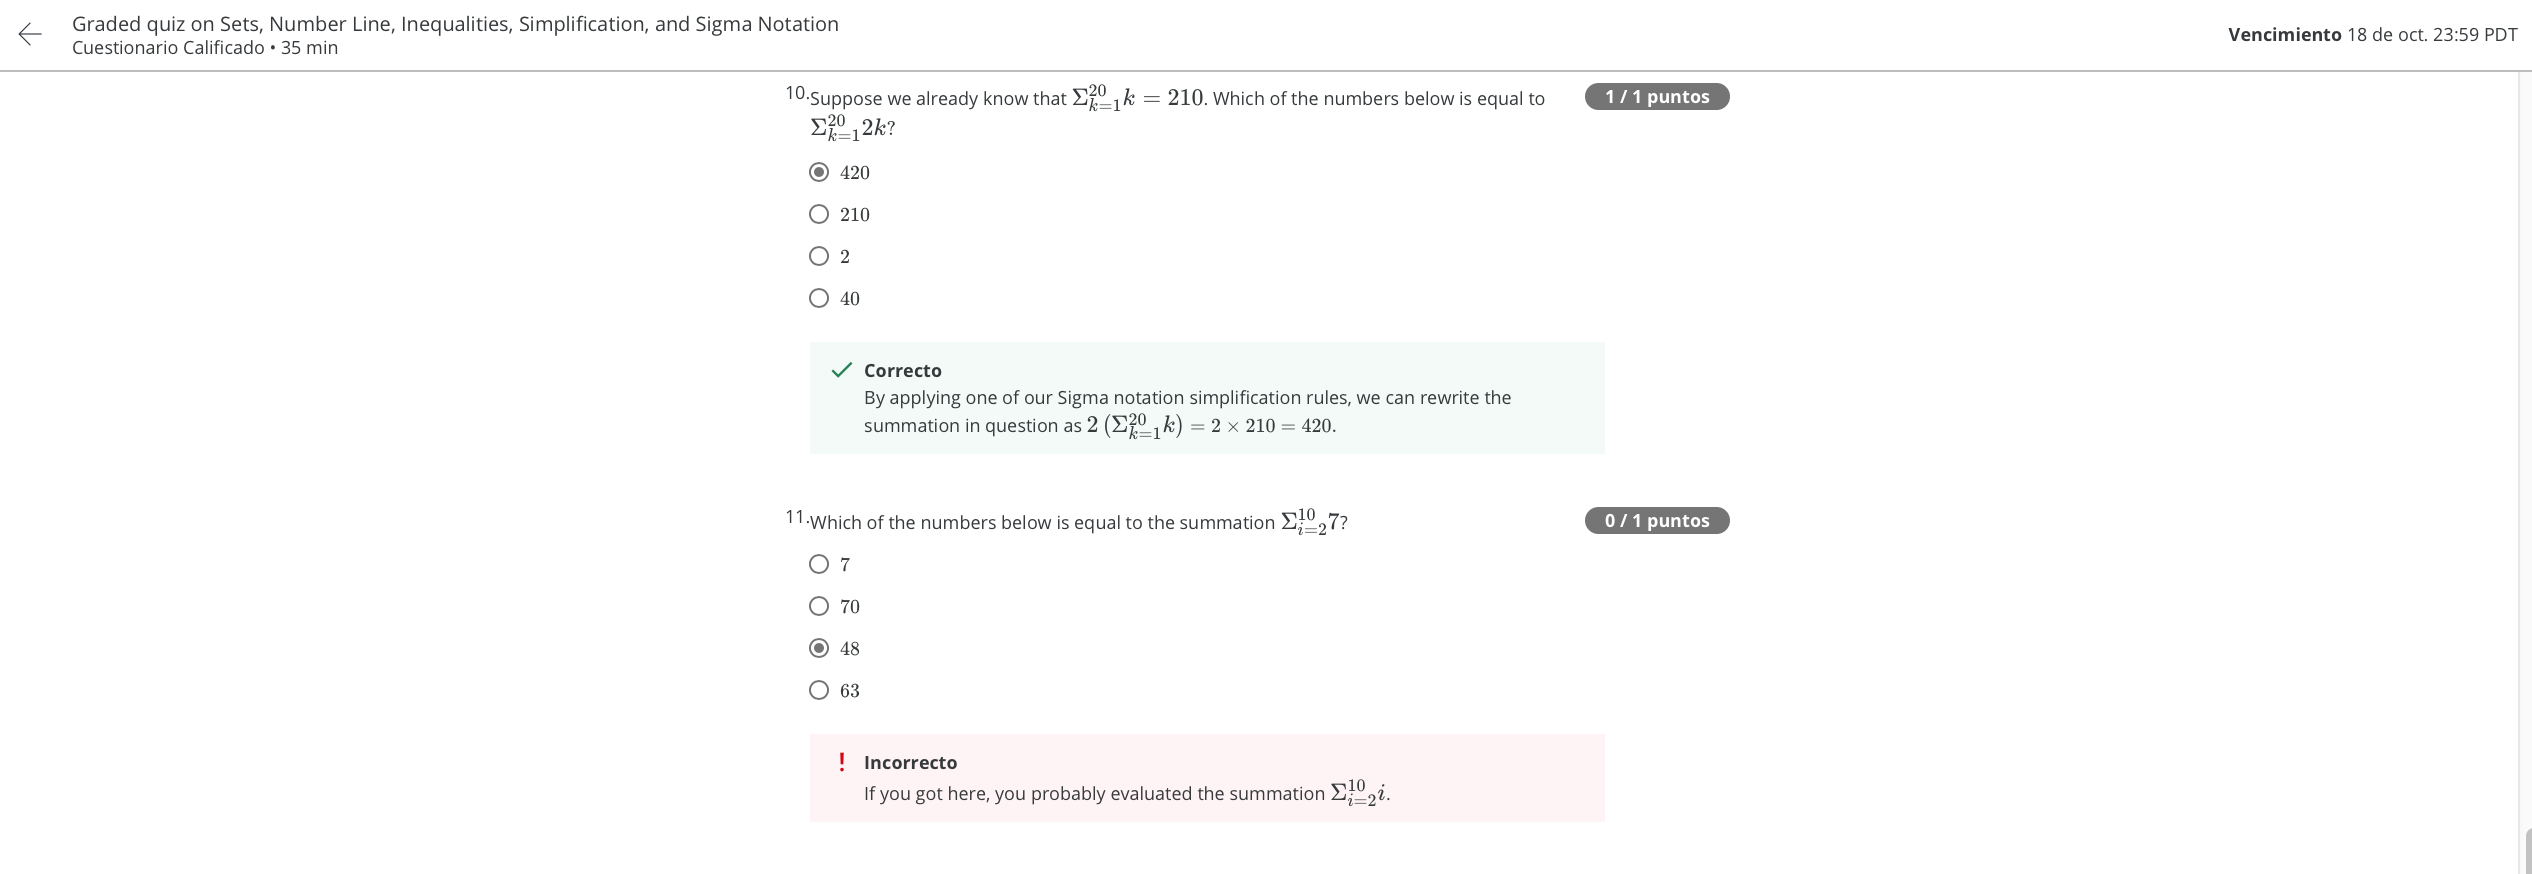 Graded quiz on Sets, Number Line, Inequalities, Simplification, and Sigma Notation
Cuestionario Calificado • 35 min
Vencimiento 18 de oct. 23:59 PDT
10. Suppose we already know that $\Sigma_{k=1}^{20} k = 210$. Which of the numbers below is equal to
$\Sigma_{k=1}^{20} 2k$?
1 / 1 puntos
420
210
2
40
Correcto
By applying one of our Sigma notation simplification rules, we can rewrite the
summation in question as $2 \left(\Sigma_{k=1}^{20} k\right) = 2 \times 210 = 420$.
11. Which of the numbers below is equal to the summation $\Sigma_{i=2}^{10} 7$?
0 / 1 puntos
7
70
48
63
! Incorrecto
If you got here, you probably evaluated the summation $\Sigma_{i=2}^{10} i$.